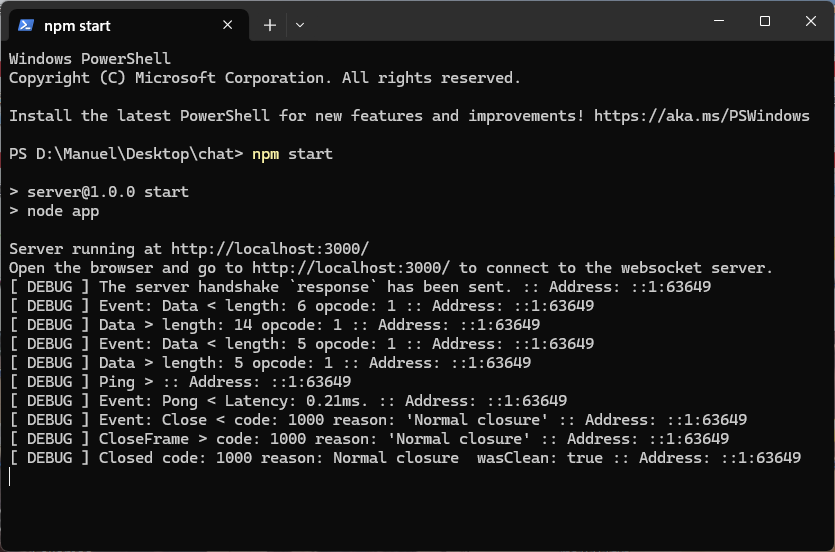 npm start
Windows PowerShell
Copyright (C) Microsoft Corporation. All rights reserved.
Install the latest PowerShell for new features and improvements! https://aka.ms/PSWindows
PS D:\Manuel\Desktop\chat> npm start
> server@1.0.0 start
> node app
Server running at http://localhost:3000/
Open the browser and go to http://localhost:3000/ to connect to the websocket server.
[ DEBUG ] The server handshake `response` has been sent. :: Address: ::1:63649
[ DEBUG ] Event: Data < length: 6 opcode: 1 :: Address: ::1:63649
[ DEBUG ] Data > length: 14 opcode: 1 :: Address: ::1:63649
[ DEBUG ] Event: Data < length: 5 opcode: 1 :: Address: ::1:63649
[ DEBUG ] Data > length: 5 opcode: 1 :: Address: ::1:63649
[ DEBUG ] Ping > :: Address: ::1:63649
[ DEBUG ] Event: Pong < Latency: 0.21ms. :: Address: ::1:63649
[ DEBUG ] Event: Close < code: 1000 reason: 'Normal closure' :: Address: ::1:63649
[ DEBUG ] CloseFrame > code: 1000 reason: 'Normal closure' :: Address: ::1:63649
[ DEBUG ] Closed code: 1000 reason: Normal closure  wasClean: true :: Address: ::1:63649